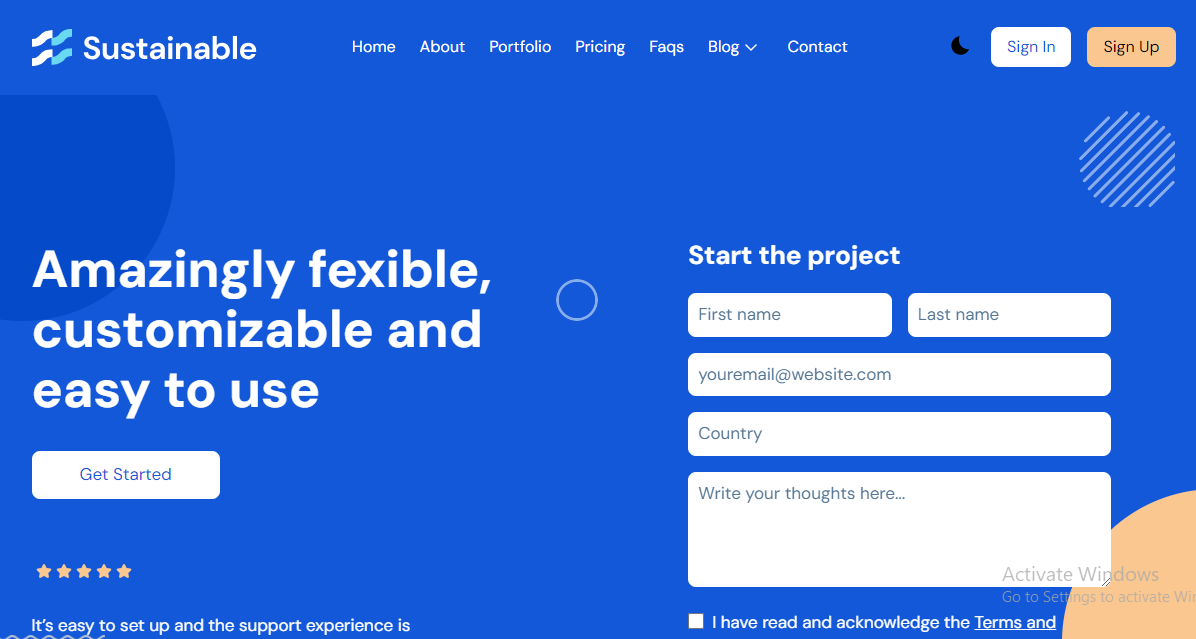 Sustainable
Home About Portfolio Pricing Faqs Blog Contact
Sign In
Sign Up
Amazingly fexible,
customizable and
easy to use
Get Started
It’s easy to set up and the support experience is
Start the project
First name
Last name
youremail@website.com
Country
Write your thoughts here...
I have read and acknowledge the Terms and
Activate Windows
Go to Settings to activate Win